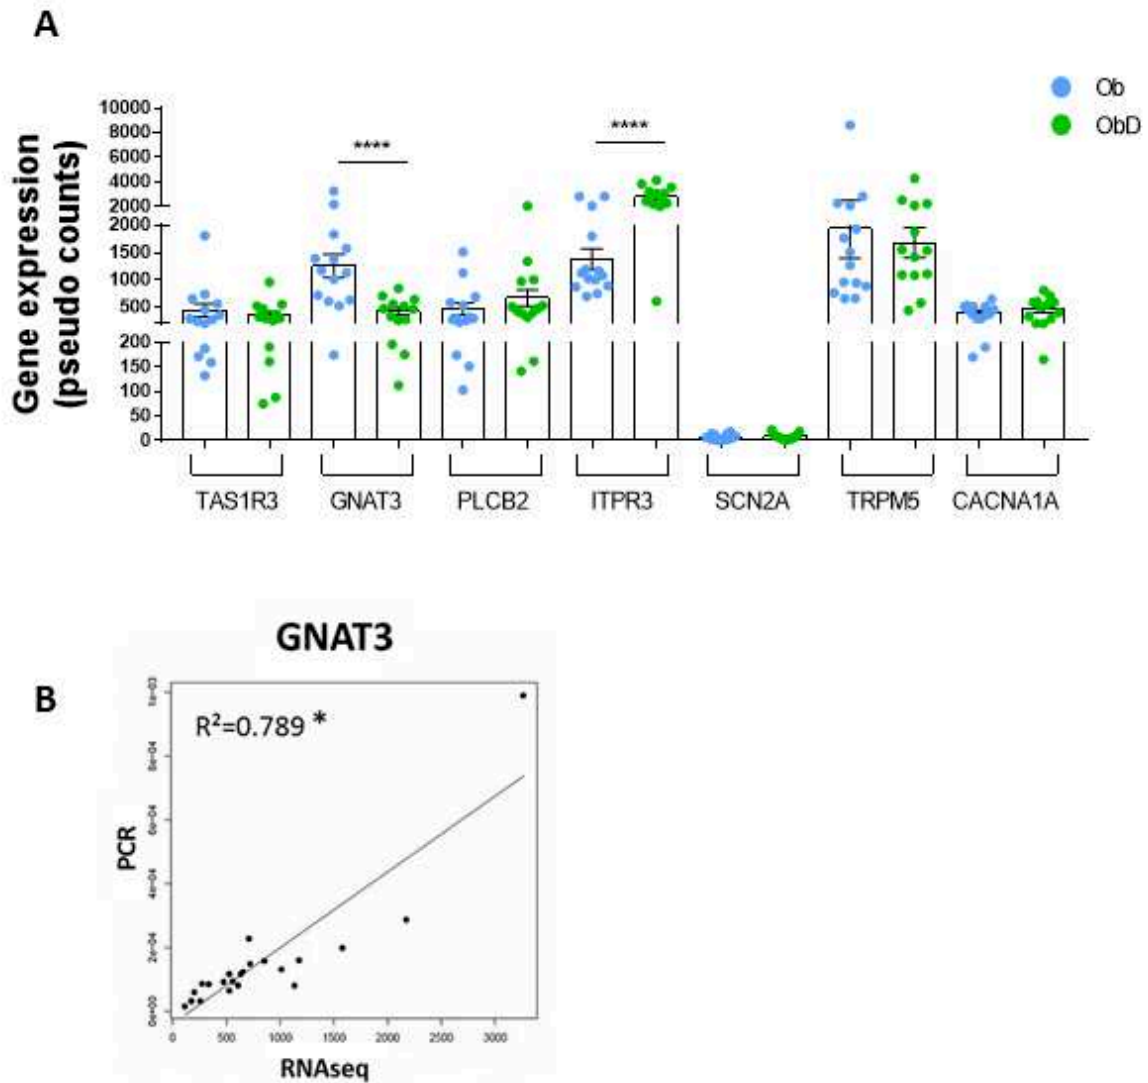 A
Ob
ObD
Gene expression
(pseudo counts)
10000
8000
6000
4000
2000
2000
1500
1000
500
200
150
100
50
0
****
****
TAS1R3 GNAT3 PLCB2 ITPR3 SCN2A TRPM5 CACNA1A
GNAT3
B
R²=0.789 *
PCR
1e-03
8e-04
6e-04
4e-04
2e-04
0e+00
0 500 1000 1500 2000 2500 3000
RNAseq